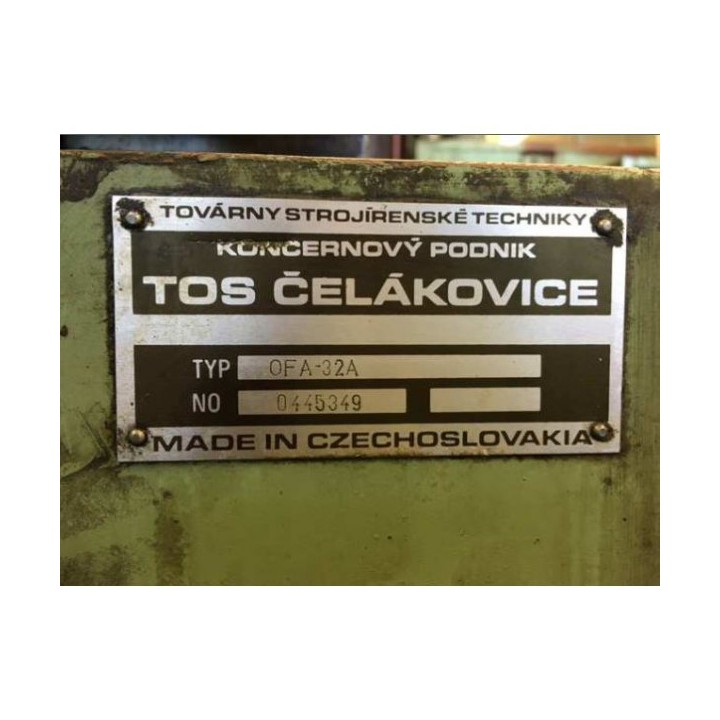 TOVÁRNY STROJÍRENSKÉ TECHNIKY
KONCERNOVÝ PODNIK
TOS ČELÁKOVICE
TYP OFA-32A
NO 0445349
MADE IN CZECHOSLOVAKIA